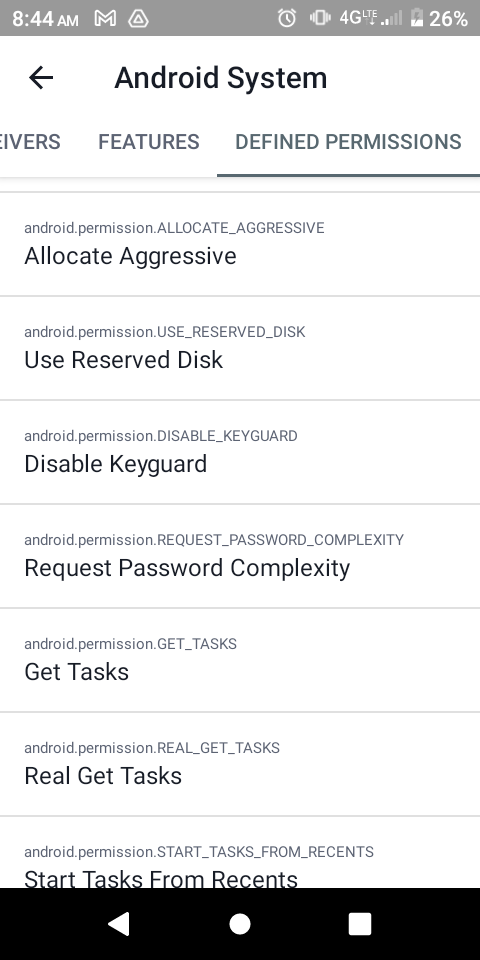 8:44 AM 4G LTE 26%
Android System
EIVERS FEATURES DEFINED PERMISSIONS
android.permission.ALLOCATE_AGGRESSIVE
Allocate Aggressive
android.permission.USE_RESERVED_DISK
Use Reserved Disk
android.permission.DISABLE_KEYGUARD
Disable Keyguard
android.permission.REQUEST_PASSWORD_COMPLEXITY
Request Password Complexity
android.permission.GET_TASKS
Get Tasks
android.permission.REAL_GET_TASKS
Real Get Tasks
android.permission.START_TASKS_FROM_RECENTS
Start Tasks From Recents